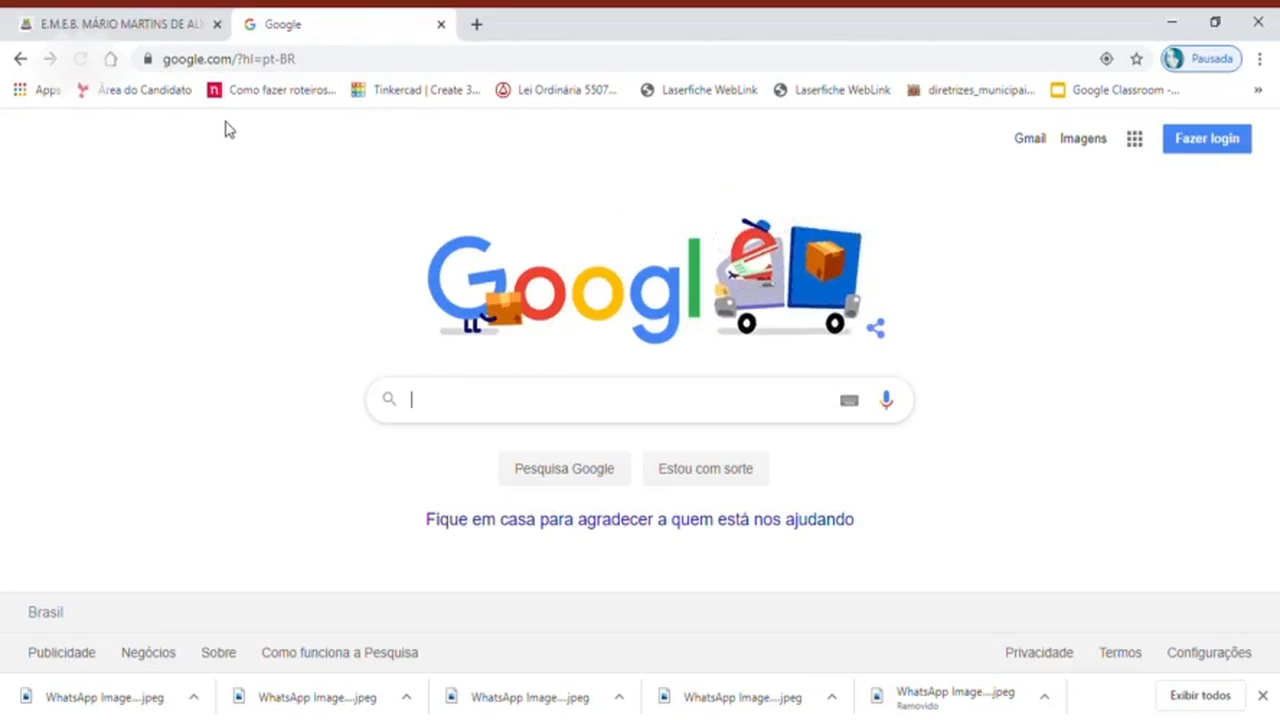 E.M.E.B. MÁRIO MARTINS DE AL
Google
google.com/?hl=pt-BR
Pausada
Apps
Área do Candidato
Como fazer roteiros...
Tinkercad | Create 3...
Lei Ordinária 5507...
Laserfiche WebLink
Laserfiche WebLink
diretrizes_municipai...
Google Classroom -...
»
Gmail
Imagens
Fazer login
Google
Pesquisa Google
Estou com sorte
Fique em casa para agradecer a quem está nos ajudando
Brasil
Publicidade
Negócios
Sobre
Como funciona a Pesquisa
Privacidade
Termos
Configurações
WhatsApp Image....jpeg
WhatsApp Image....jpeg
WhatsApp Image....jpeg
WhatsApp Image....jpeg
WhatsApp Image....jpeg
Removido
Exibir todos